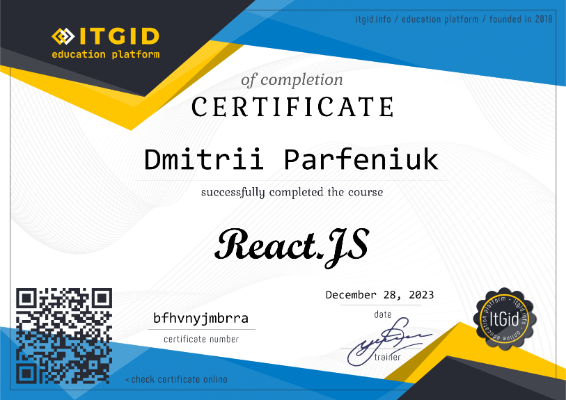 itgid.info / education platform / founded in 2018
ITGID
education platform
of completion
CERTIFICATE
Dmitrii Parfeniuk
successfully completed the course
React.JS
December 28, 2023
date
bfhvnyjmbrra
certificate number
trainer
ItGid
check certificate online